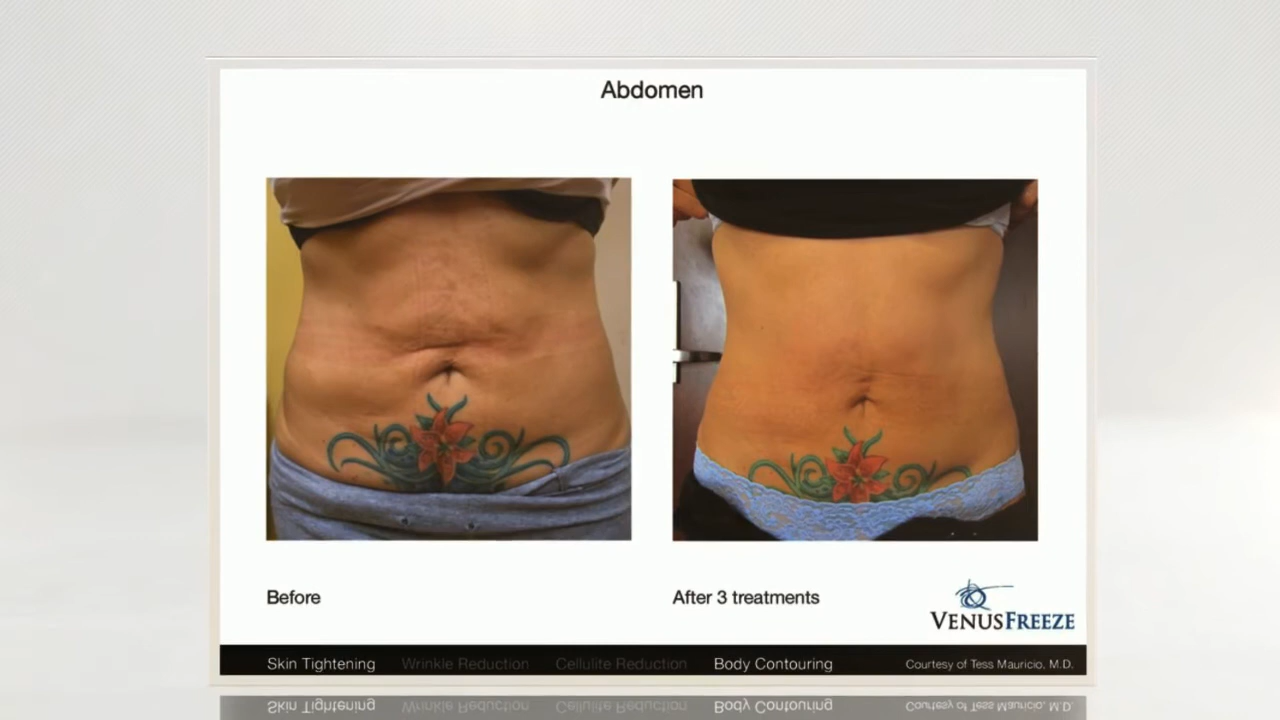 Abdomen
Before
After 3 treatments
VENUSFREEZE
Skin Tightening Wrinkle Reduction Cellulite Reduction Body Contouring Courtesy of Tess Mauricio, M.D.